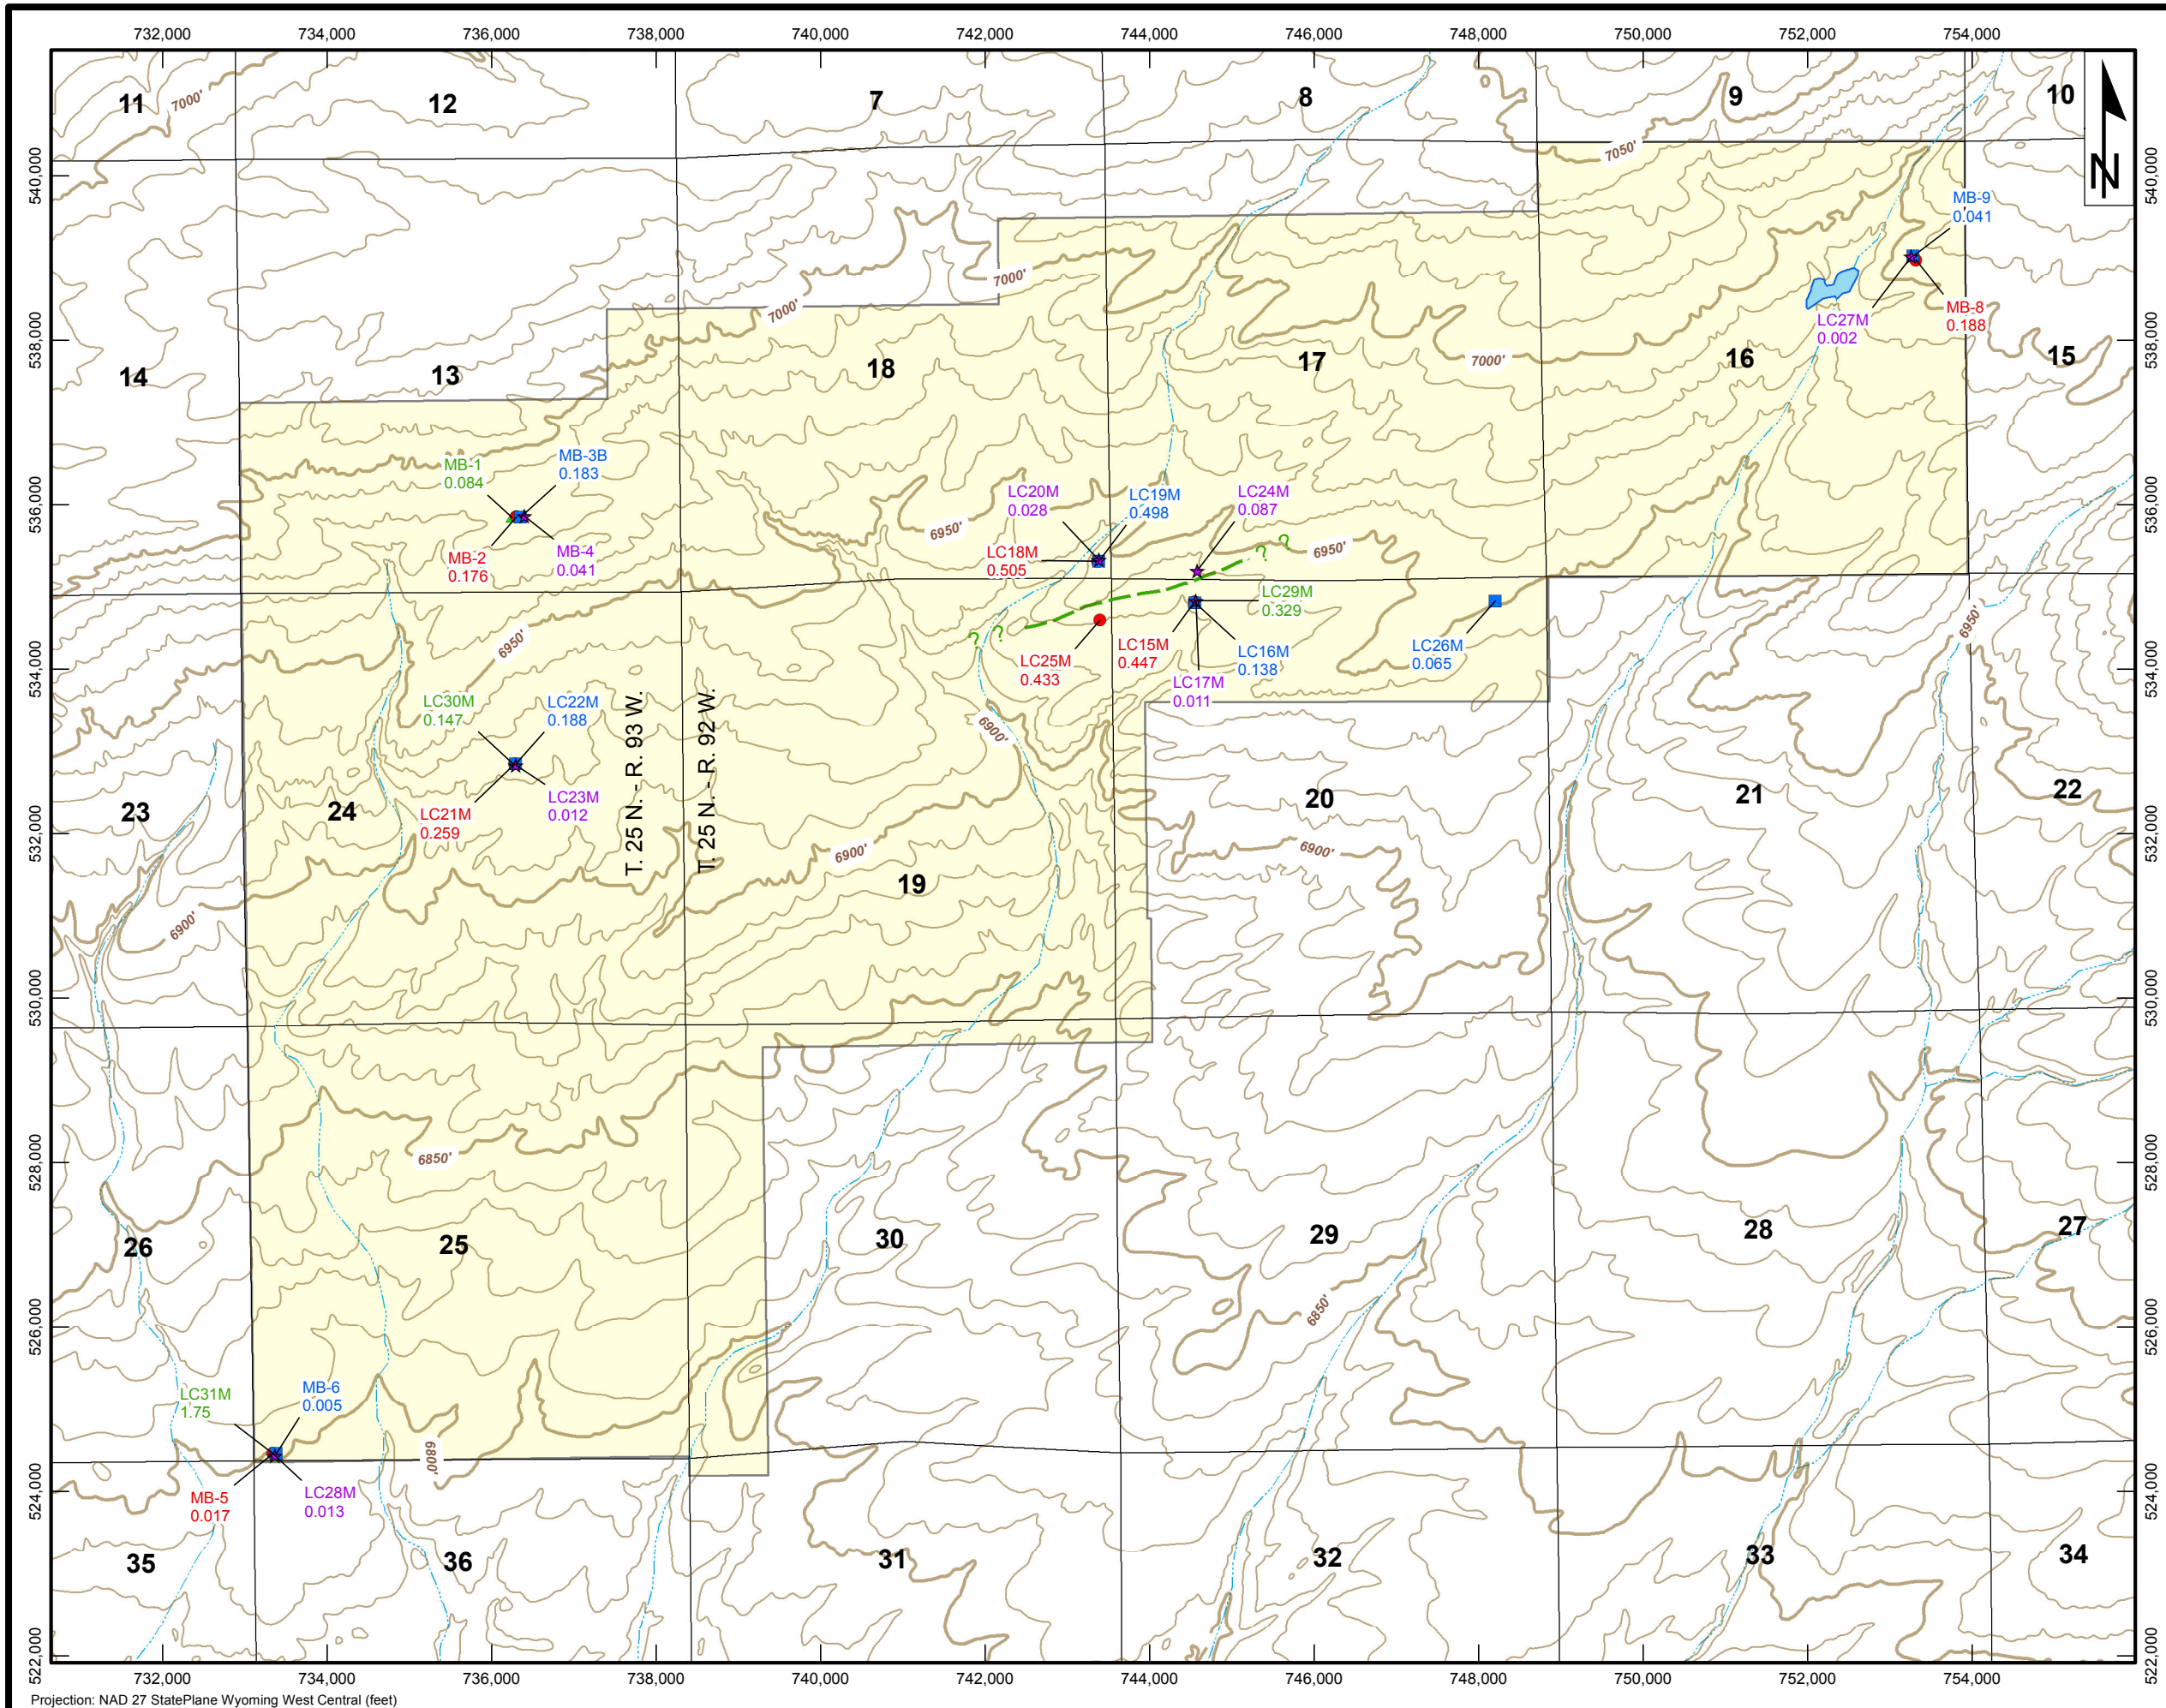 732,000 734,000 736,000 738,000 740,000 742,000 744,000 746,000 748,000 750,000 752,000 754,000
11 12 7 8 9 10
7000'
7050'
N
540,000 540,000
MB-9
0.041
7000'
7000'
MB-8
0.188
LC27M
0.002
538,000 538,000
14 13 18 17 16 15
7000'
MB-1
0.084
MB-3B
0.183
LC20M
0.028
LC19M
0.498
LC24M
0.087
536,000 536,000
6950'
6950'
? ?
MB-2
0.176
MB-4
0.041
LC18M
0.505
LC29M
0.329
? ?
6950'
6950'
LC25M
0.433
LC15M
0.447
LC16M
0.138
LC26M
0.065
LC17M
0.011
534,000 534,000
LC30M
0.147
LC22M
0.188
6900'
T. 25 N. - R. 93 W.
T. 25 N. - R. 92 W.
23 24 20 21 22
LC21M
0.259
LC23M
0.012
532,000 532,000
6900'
6900'
19
6900'
530,000 530,000
6850'
528,000 528,000
26 25 30 29 28 27
6850'
526,000 526,000
LC31M
1.75
MB-6
0.005
6800'
MB-5
0.017
LC28M
0.013
524,000 524,000
35 36 31 32 33 34
522,000 522,000
732,000 734,000 736,000 738,000 740,000 742,000 744,000 746,000 748,000 750,000 752,000 754,000
Projection: NAD 27 StatePlane Wyoming West Central (feet)